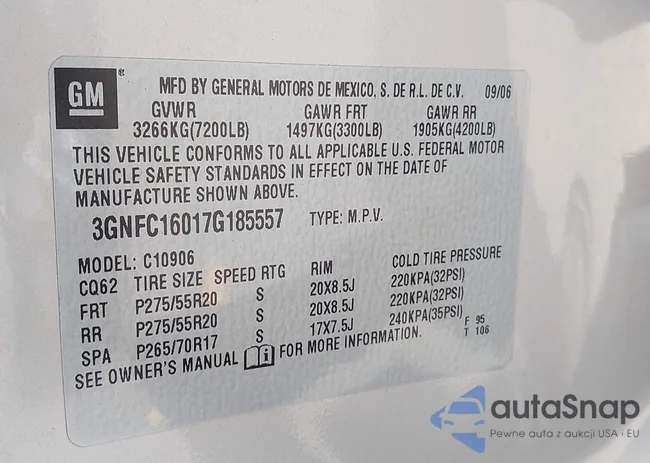 GM®
MFD BY GENERAL MOTORS DE MEXICO, S. DE R.L. DE C.V. 09/06
GVWR GAWR FRT GAWR RR
3266KG(7200LB) 1497KG(3300LB) 1905KG(4200LB)
THIS VEHICLE CONFORMS TO ALL APPLICABLE U.S. FEDERAL MOTOR
VEHICLE SAFETY STANDARDS IN EFFECT ON THE DATE OF
MANUFACTURE SHOWN ABOVE.
3GNFC16017G185557 TYPE: M.P.V.
MODEL: C10906
CQ62 TIRE SIZE SPEED RTG RIM COLD TIRE PRESSURE
FRT P275/55R20 S 20X8.5J 220KPA(32PSI)
RR P275/55R20 S 20X8.5J 220KPA(32PSI)
SPA P265/70R17 S 17X7.5J 240KPA(35PSI)
SEE OWNER'S MANUAL FOR MORE INFORMATION.
F 95
T 106
autaSnap
Pewne auta z aukcji USA i EU